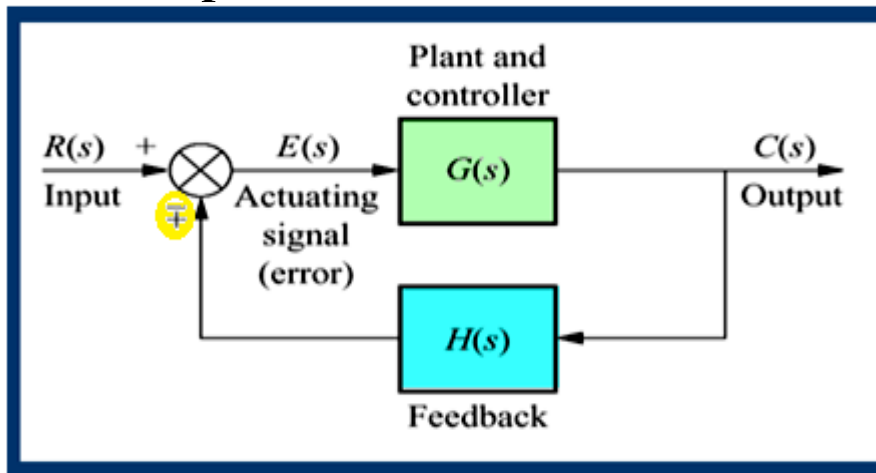 Plant and
controller
R(s) + E(s) G(s) C(s)
Input ∓ Actuating Output
signal
(error)
H(s)
Feedback